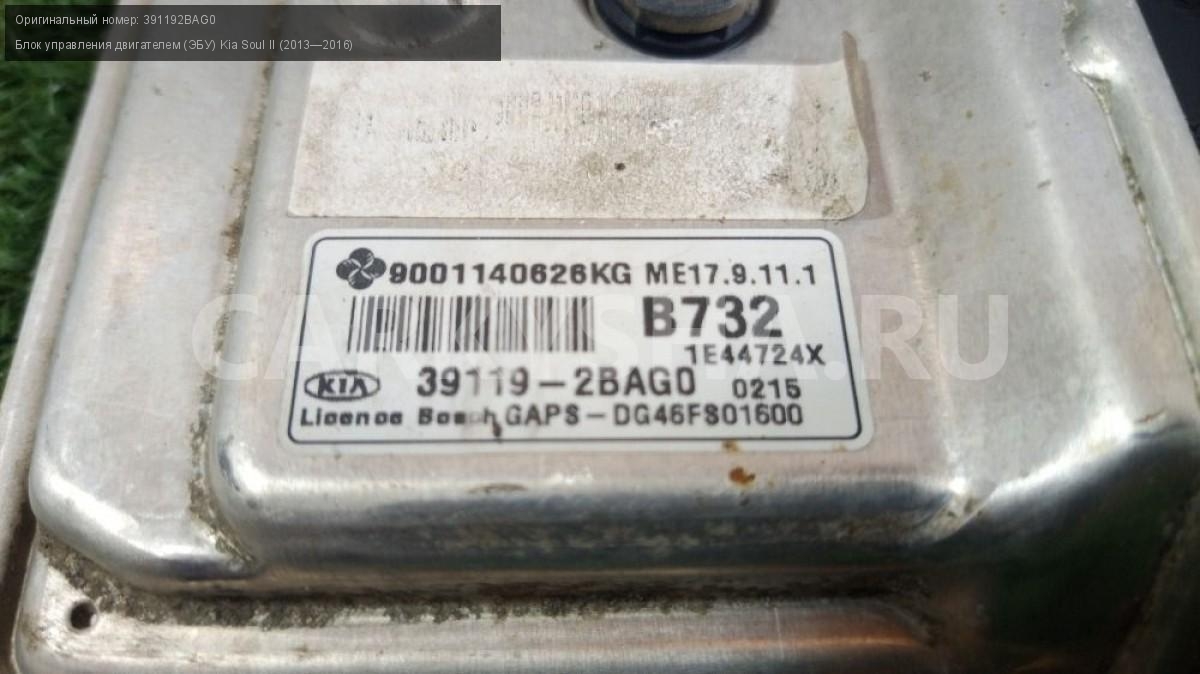 Оригинальный номер: 391192BAG0
Блок управления двигателем (ЭБУ) Kia Soul II (2013—2016)
9001140626KG ME17.9.11.1
B732
1E44724X
KIA 39119-2BAG0 0215
Licence Bosch GAPS-DG46FS01600